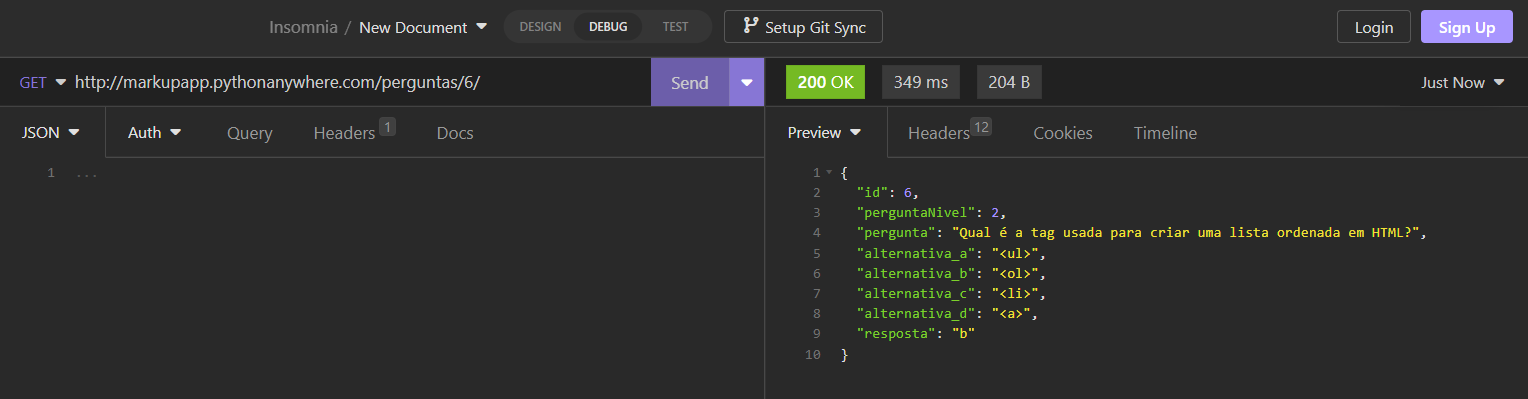 Insomnia / New Document DESIGN DEBUG TEST Setup Git Sync Login Sign Up
GET http://markupapp.pythonanywhere.com/perguntas/6/ Send 200 OK 349 ms 204 B Just Now
JSON Auth Query Headers 1 Docs Preview Headers 12 Cookies Timeline
1 ...
1 {
2 "id": 6,
3 "perguntaNivel": 2,
4 "pergunta": "Qual é a tag usada para criar uma lista ordenada em HTML?",
5 "alternativa_a": "<ul>",
6 "alternativa_b": "<ol>",
7 "alternativa_c": "<li>",
8 "alternativa_d": "<a>",
9 "resposta": "b"
10 }